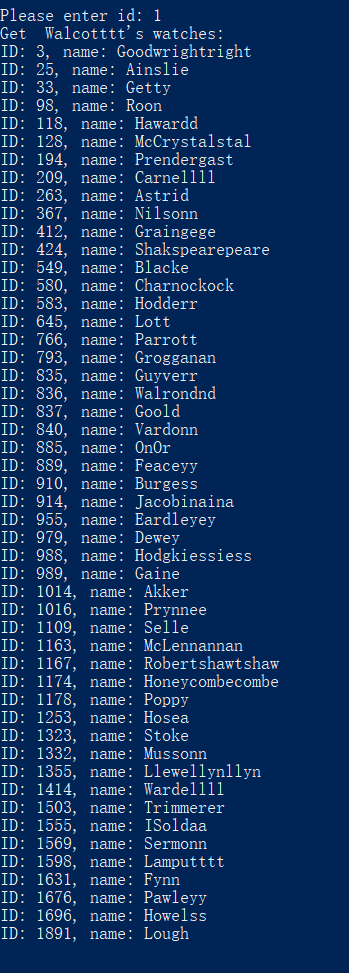 Please enter id: 1
Get  Walcotttt's watches:
ID: 3, name: Goodwrightright
ID: 25, name: Ainslie
ID: 33, name: Getty
ID: 98, name: Roon
ID: 118, name: Hawardd
ID: 128, name: McCrystalstal
ID: 194, name: Prendergast
ID: 209, name: Carnellll
ID: 263, name: Astrid
ID: 367, name: Nilsonn
ID: 412, name: Graingege
ID: 424, name: Shakspearepeare
ID: 549, name: Blacke
ID: 580, name: Charnockock
ID: 583, name: Hodderr
ID: 645, name: Lott
ID: 766, name: Parrott
ID: 793, name: Grogganan
ID: 835, name: Guyverr
ID: 836, name: Walrondnd
ID: 837, name: Goold
ID: 840, name: Vardonn
ID: 885, name: OnOr
ID: 889, name: Feaceyy
ID: 910, name: Burgess
ID: 914, name: Jacobinaina
ID: 955, name: Eardleyey
ID: 979, name: Dewey
ID: 988, name: Hodgkiessiess
ID: 989, name: Gaine
ID: 1014, name: Akker
ID: 1016, name: Prynnee
ID: 1109, name: Selle
ID: 1163, name: McLennannan
ID: 1167, name: Robertshawtshaw
ID: 1174, name: Honeycombecombe
ID: 1178, name: Poppy
ID: 1253, name: Hosea
ID: 1323, name: Stoke
ID: 1332, name: Mussonn
ID: 1355, name: Llewellynllyn
ID: 1414, name: Wardellll
ID: 1503, name: Trimmerer
ID: 1555, name: ISoldaa
ID: 1569, name: Sermonn
ID: 1598, name: Lamputttt
ID: 1631, name: Fynn
ID: 1676, name: Pawleyy
ID: 1696, name: Howelss
ID: 1891, name: Lough